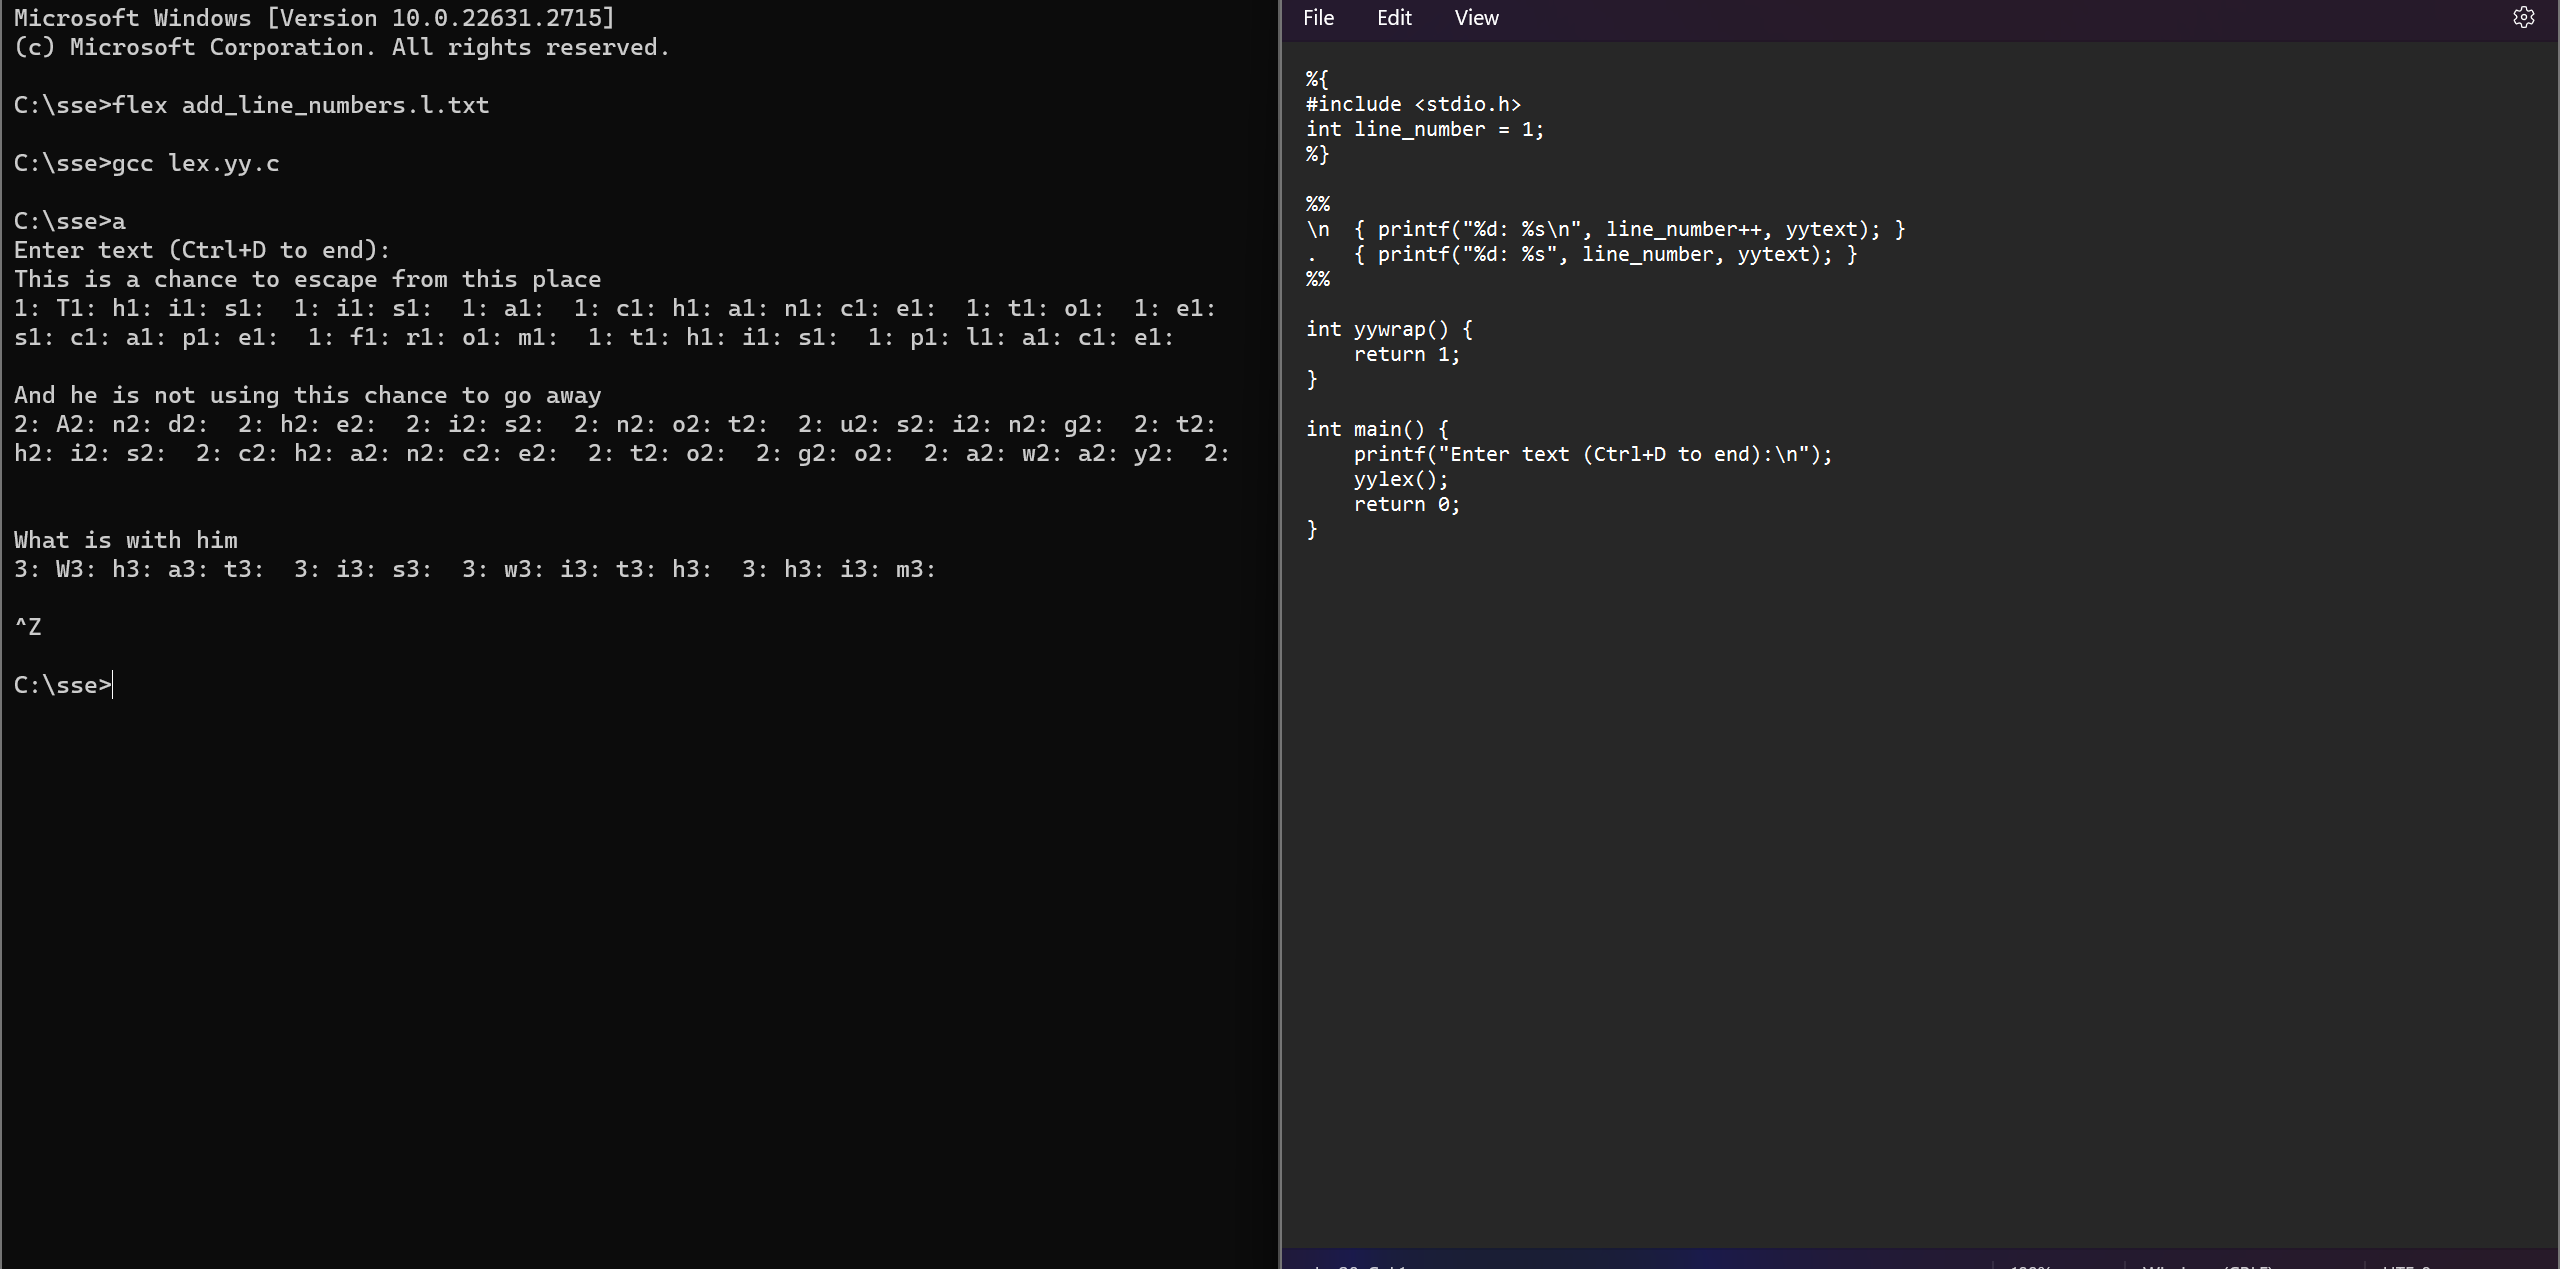 Microsoft Windows [Version 10.0.22631.2715]
(c) Microsoft Corporation. All rights reserved.
C:\sse>flex add_line_numbers.l.txt
C:\sse>gcc lex.yy.c
C:\sse>a
Enter text (Ctrl+D to end):
This is a chance to escape from this place
1: T1: h1: i1: s1:  1: i1: s1:  1: a1:  1: c1: h1: a1: n1: c1: e1:  1: t1: o1:  1: e1:
s1: c1: a1: p1: e1:  1: f1: r1: o1: m1:  1: t1: h1: i1: s1:  1: p1: l1: a1: c1: e1:
And he is not using this chance to go away
2: A2: n2: d2:  2: h2: e2:  2: i2: s2:  2: n2: o2: t2:  2: u2: s2: i2: n2: g2:  2: t2:
h2: i2: s2:  2: c2: h2: a2: n2: c2: e2:  2: t2: o2:  2: g2: o2:  2: a2: w2: a2: y2:  2:
What is with him
3: W3: h3: a3: t3:  3: i3: s3:  3: w3: i3: t3: h3:  3: h3: i3: m3:
^Z
C:\sse>
File Edit View
%{
#include <stdio.h>
int line_number = 1;
%}
%%
\n  { printf("%d: %s\n", line_number++, yytext); }
.   { printf("%d: %s", line_number, yytext); }
%%
int yywrap() {
    return 1;
}
int main() {
    printf("Enter text (Ctrl+D to end):\n");
    yylex();
    return 0;
}